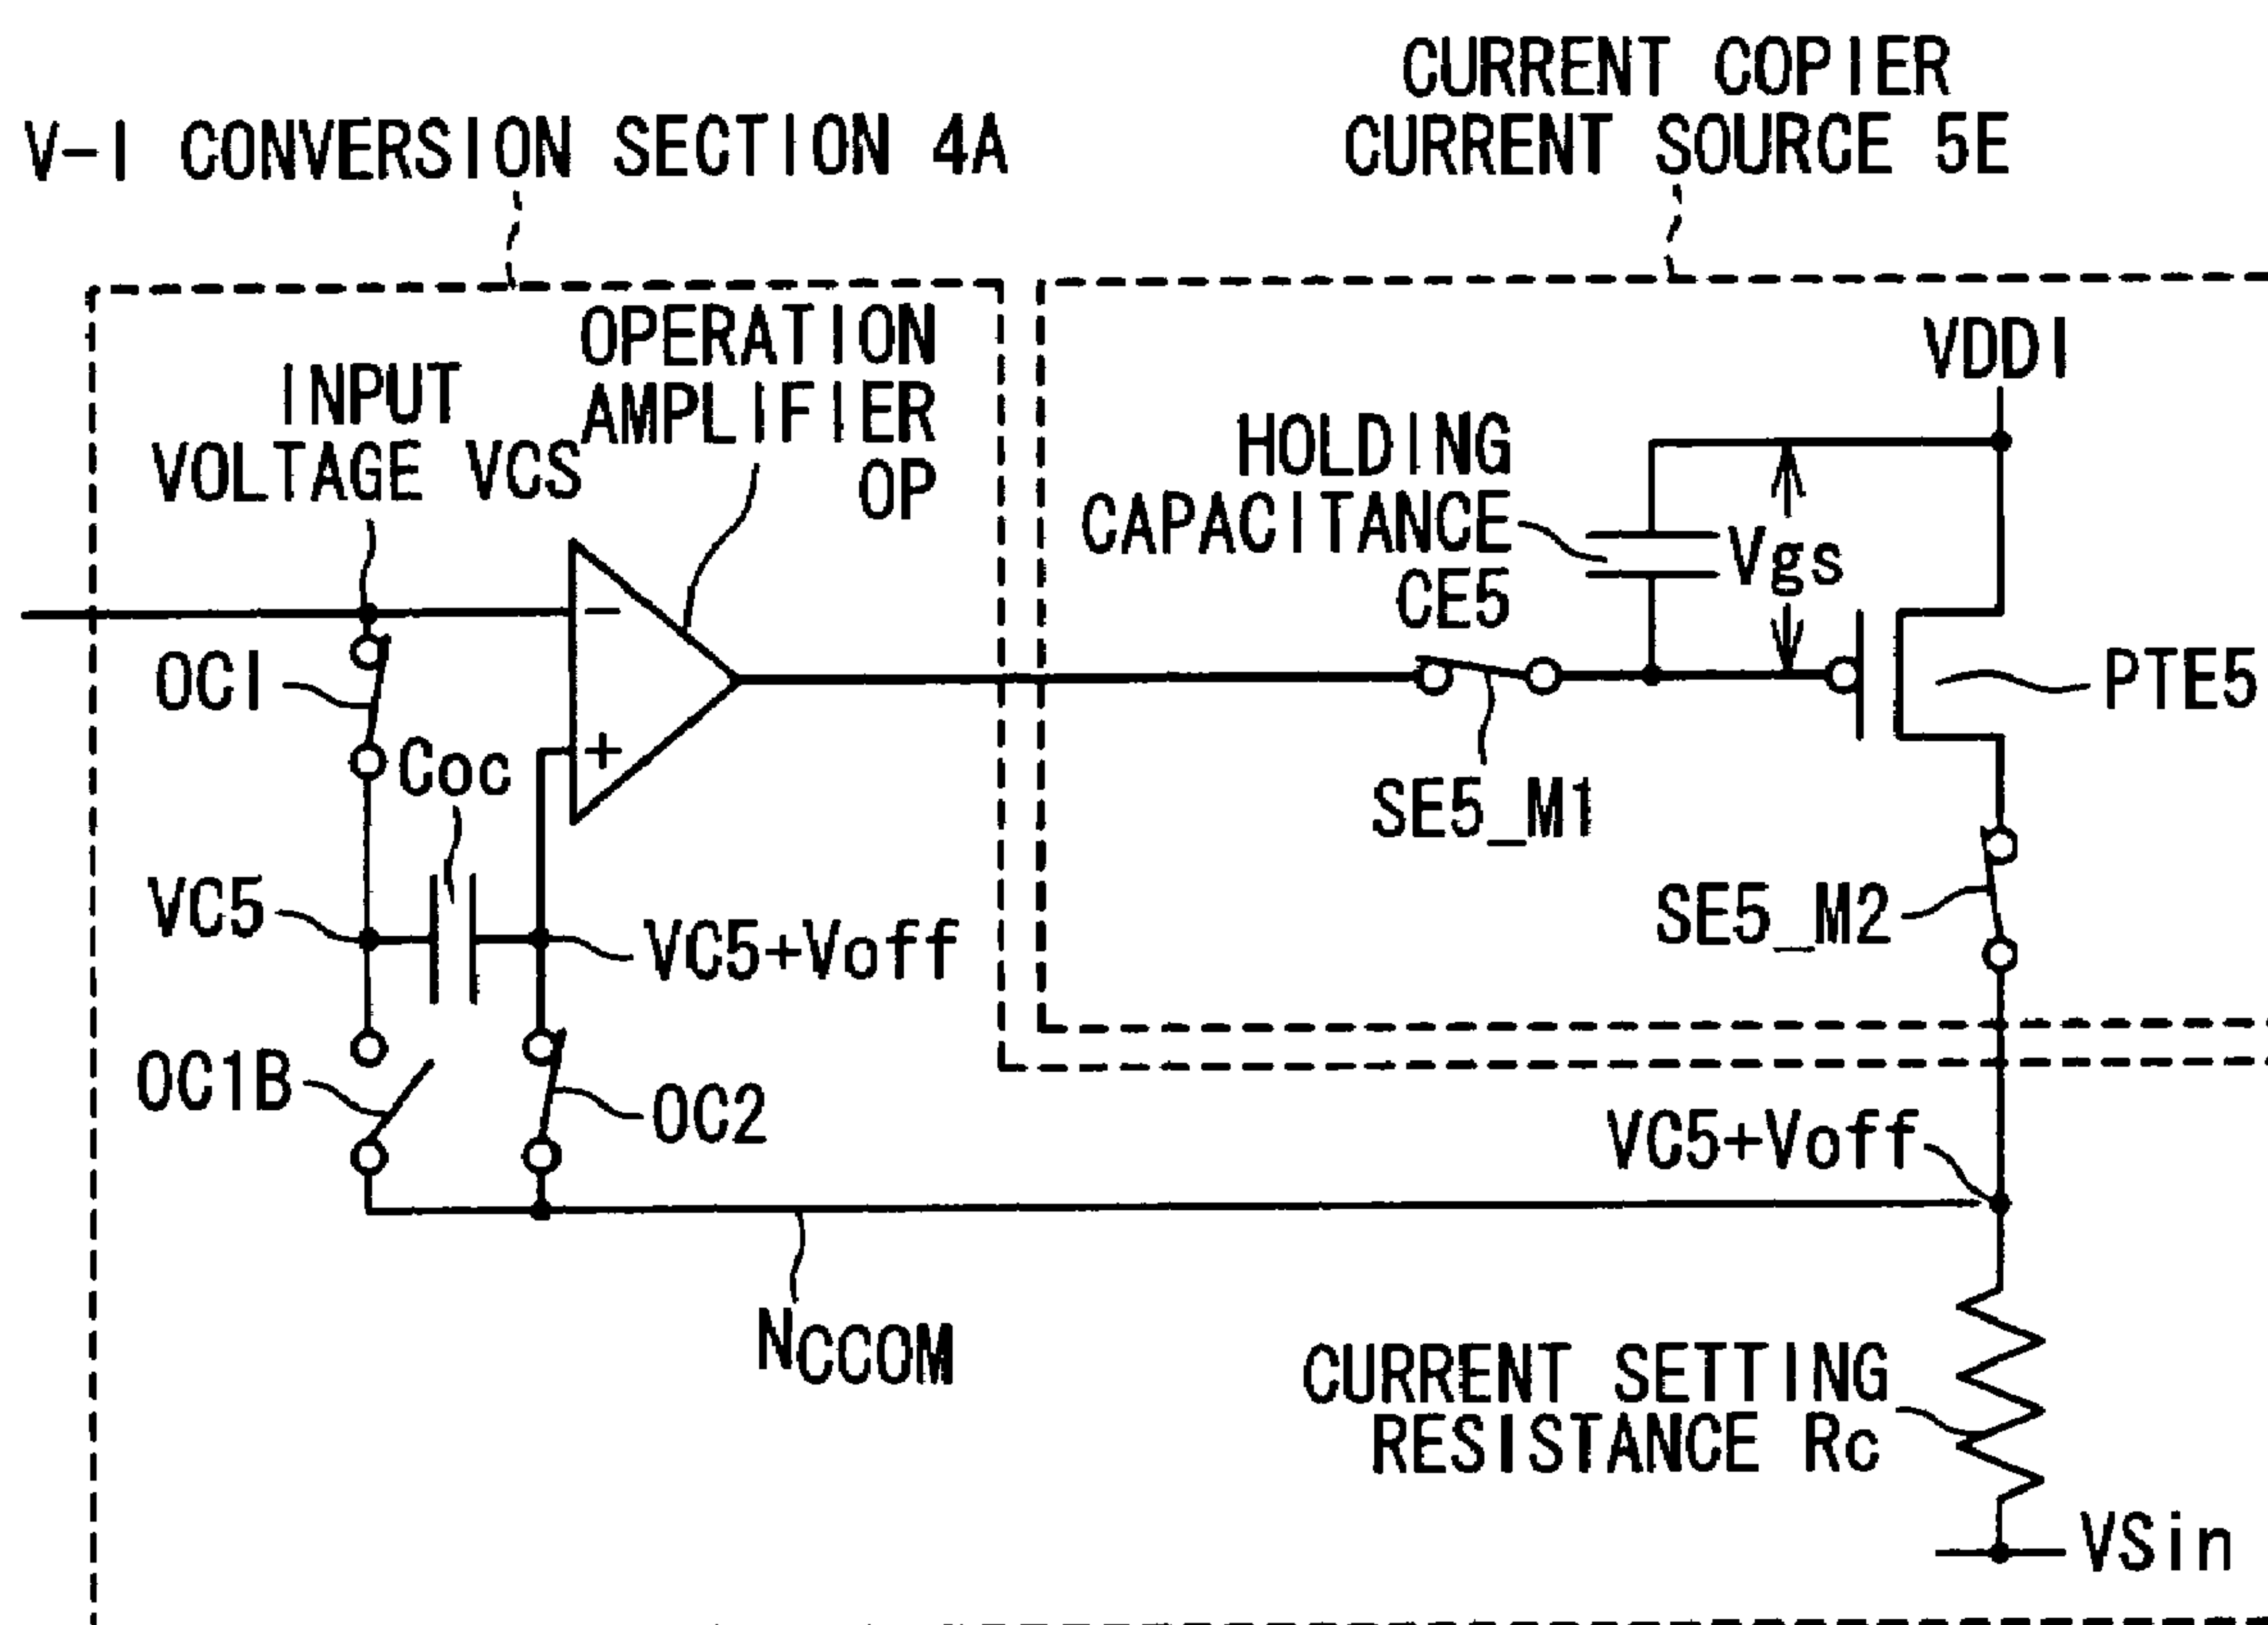 CURRENT COPIER
CURRENT SOURCE 5E
V-I CONVERSION SECTION 4A
OPERATION
AMPLIFIER
OP
INPUT
VOLTAGE VCS
VDDI
HOLDING
CAPACITANCE
CE5
Vgs
−
+
OC1
Coc
PTE5
SE5_M1
VC5
VC5+Voff
SE5_M2
OC1B
OC2
VC5+Voff
NCCOM
CURRENT SETTING
RESISTANCE Rc
VSin